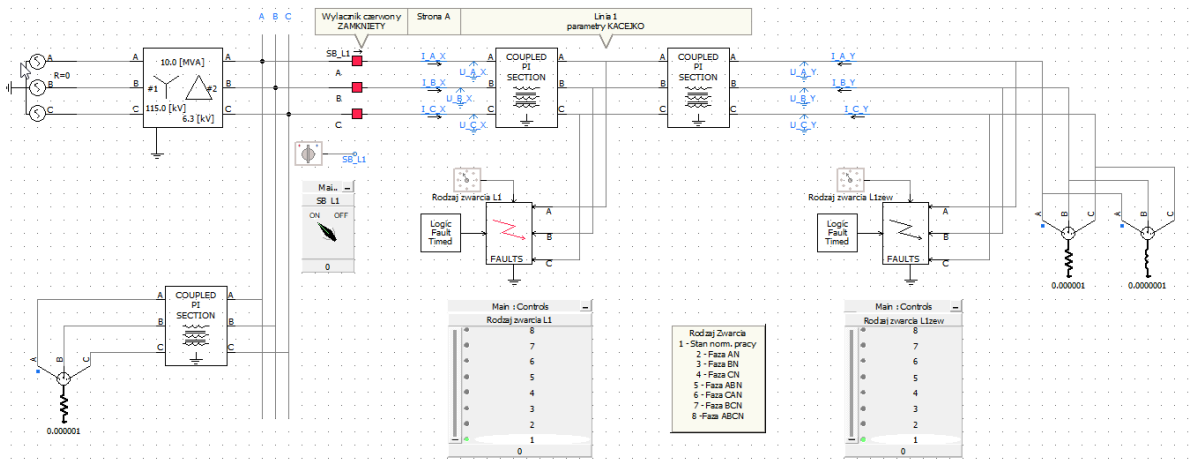 A B C
Wylacznik czerwony
ZAMKNIETY
Strona A
Linia 1
parametry KACEJKO
SB_L1
I_A_X
A
COUPLED
PI
SECTION
A
COUPLED
PI
SECTION
I_A_Y
R=0
A
10.0 [MVA]
A
A.
U_A_X.
U_A_Y.
B
#1
#2
B
I_B_X
B
B
I_B_Y
115.0 [kV]
B.
U_B_X.
U_B_Y.
C
6.3 [kV]
C
I_C_X
C
C
I_C_Y
C.
U_C_X.
U_C_Y.
SB_L1
Mai..
SB L1
ON OFF
0
Rodzaj zwarcia L1
Logic
Fault
Timed
A
B
C
FAULTS
Rodzaj zwarcia L1zew
Logic
Fault
Timed
A
B
C
FAULTS
A B C
A B C
0.000001
0.0000001
A
COUPLED
PI
SECTION
A
B
B
C
C
A B C
0.000001
Main : Controls
Rodzaj zwarcia L1
8
7
6
5
4
3
2
1
0
Rodzaj Zwarcia
1 - Stan norm. pracy
2 - Faza AN
3 - Faza BN
4 - Faza CN
5 - Faza ABN
6 - Faza CAN
7 - Faza BCN
8 - Faza ABCN
Main : Controls
Rodzaj zwarcia L1zew
8
7
6
5
4
3
2
1
0